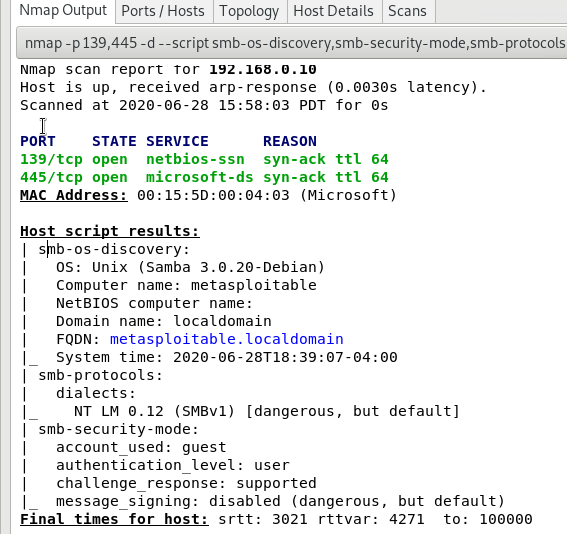 Nmap Output Ports / Hosts Topology Host Details Scans
nmap -p 139,445 -d --script smb-os-discovery,smb-security-mode,smb-protocols
Nmap scan report for 192.168.0.10
Host is up, received arp-response (0.0030s latency).
Scanned at 2020-06-28 15:58:03 PDT for 0s
PORT    STATE SERVICE      REASON
139/tcp open  netbios-ssn  syn-ack ttl 64
445/tcp open  microsoft-ds syn-ack ttl 64
MAC Address: 00:15:5D:00:04:03 (Microsoft)
Host script results:
| smb-os-discovery:
|   OS: Unix (Samba 3.0.20-Debian)
|   Computer name: metasploitable
|   NetBIOS computer name:
|   Domain name: localdomain
|   FQDN: metasploitable.localdomain
|_  System time: 2020-06-28T18:39:07-04:00
| smb-protocols:
|   dialects:
|_    NT LM 0.12 (SMBv1) [dangerous, but default]
| smb-security-mode:
|   account_used: guest
|   authentication_level: user
|   challenge_response: supported
|_  message_signing: disabled (dangerous, but default)
Final times for host: srtt: 3021 rttvar: 4271  to: 100000